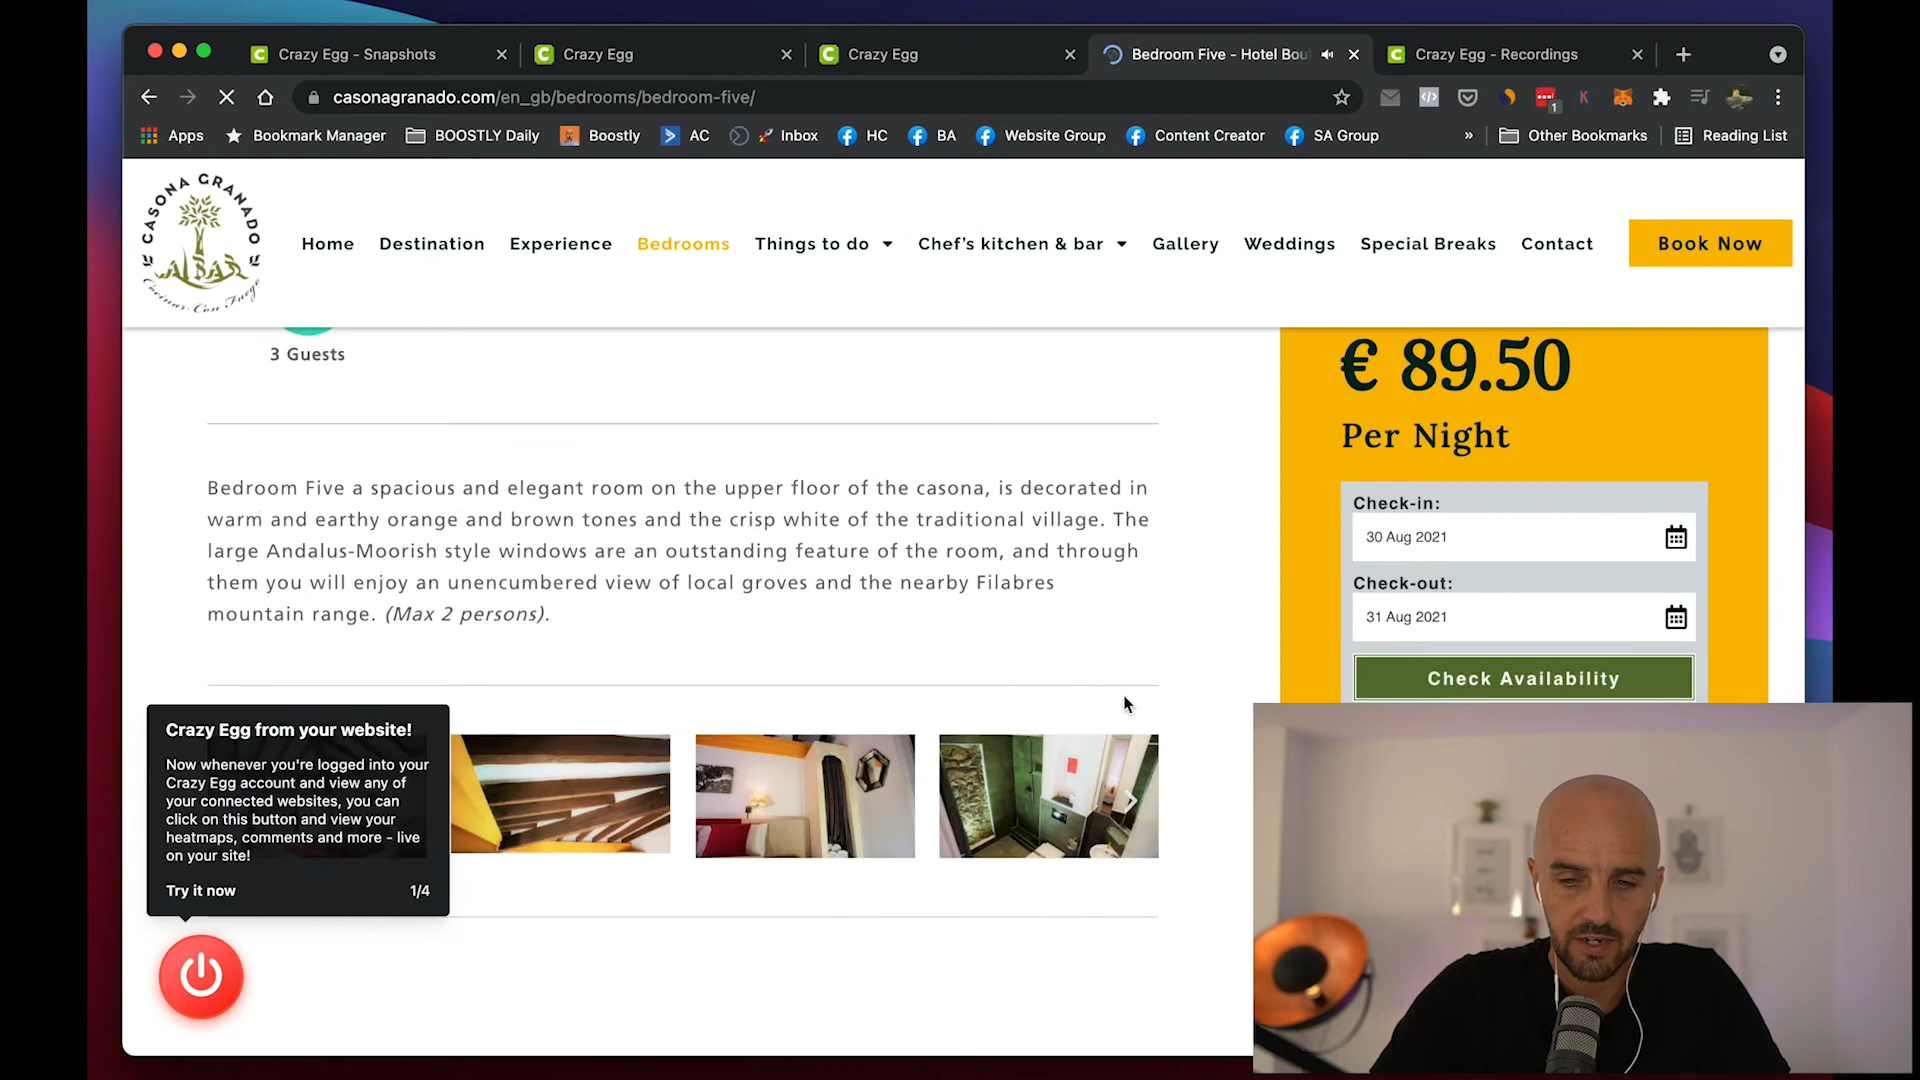 Crazy Egg - Snapshots
Crazy Egg
Crazy Egg
Bedroom Five - Hotel Bou
Crazy Egg - Recordings
casonagranado.com/en_gb/bedrooms/bedroom-five/
1
Apps
Bookmark Manager
BOOSTLY Daily
Boostly
AC
Inbox
HC
BA
Website Group
Content Creator
SA Group
»
Other Bookmarks
Reading List
CASONA GRANADO
ALBAR
Cocinar Con Fuego
Home
Destination
Experience
Bedrooms
Things to do
Chef's kitchen & bar
Gallery
Weddings
Special Breaks
Contact
Book Now
3 Guests
€ 89.50
Per Night
Check-in:
30 Aug 2021
Check-out:
31 Aug 2021
Check Availability
Bedroom Five a spacious and elegant room on the upper floor of the casona, is decorated in
warm and earthy orange and brown tones and the crisp white of the traditional village. The
large Andalus-Moorish style windows are an outstanding feature of the room, and through
them you will enjoy an unencumbered view of local groves and the nearby Filabres
mountain range. (Max 2 persons).
Crazy Egg from your website!
Now whenever you're logged into your
Crazy Egg account and view any of
your connected websites, you can
click on this button and view your
heatmaps, comments and more - live
on your site!
Try it now
1/4